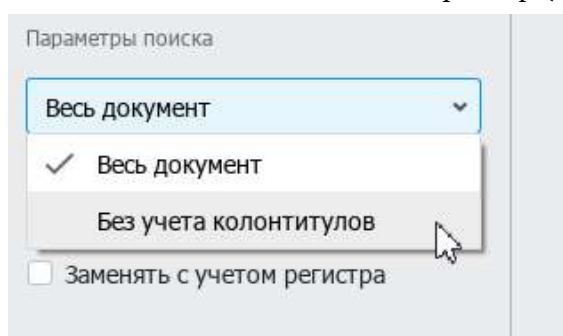 Параметры поиска
Весь документ
Весь документ
Без учета колонтитулов
Заменять с учетом регистра